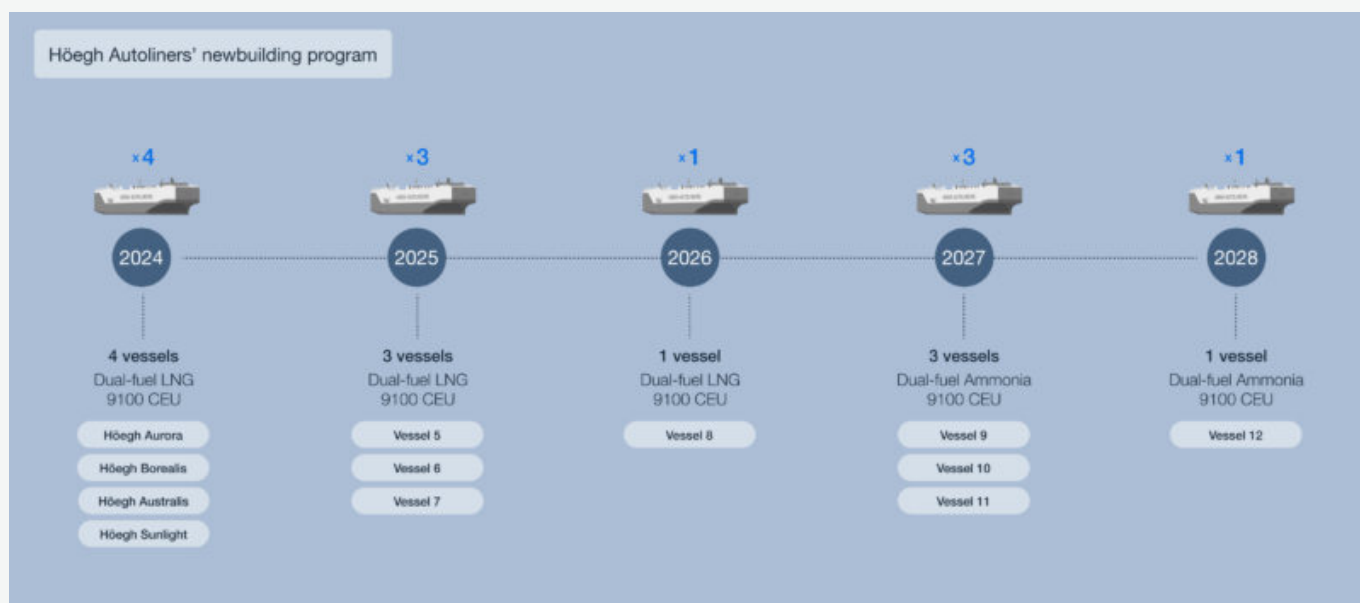 Höegh Autoliners' newbuilding program
×4
×3
×1
×3
×1
2024
2025
2026
2027
2028
4 vessels
Dual-fuel LNG
9100 CEU
Höegh Aurora
Höegh Borealis
Höegh Australis
Höegh Sunlight
3 vessels
Dual-fuel LNG
9100 CEU
Vessel 5
Vessel 6
Vessel 7
1 vessel
Dual-fuel LNG
9100 CEU
Vessel 8
3 vessels
Dual-fuel Ammonia
9100 CEU
Vessel 9
Vessel 10
Vessel 11
1 vessel
Dual-fuel Ammonia
9100 CEU
Vessel 12